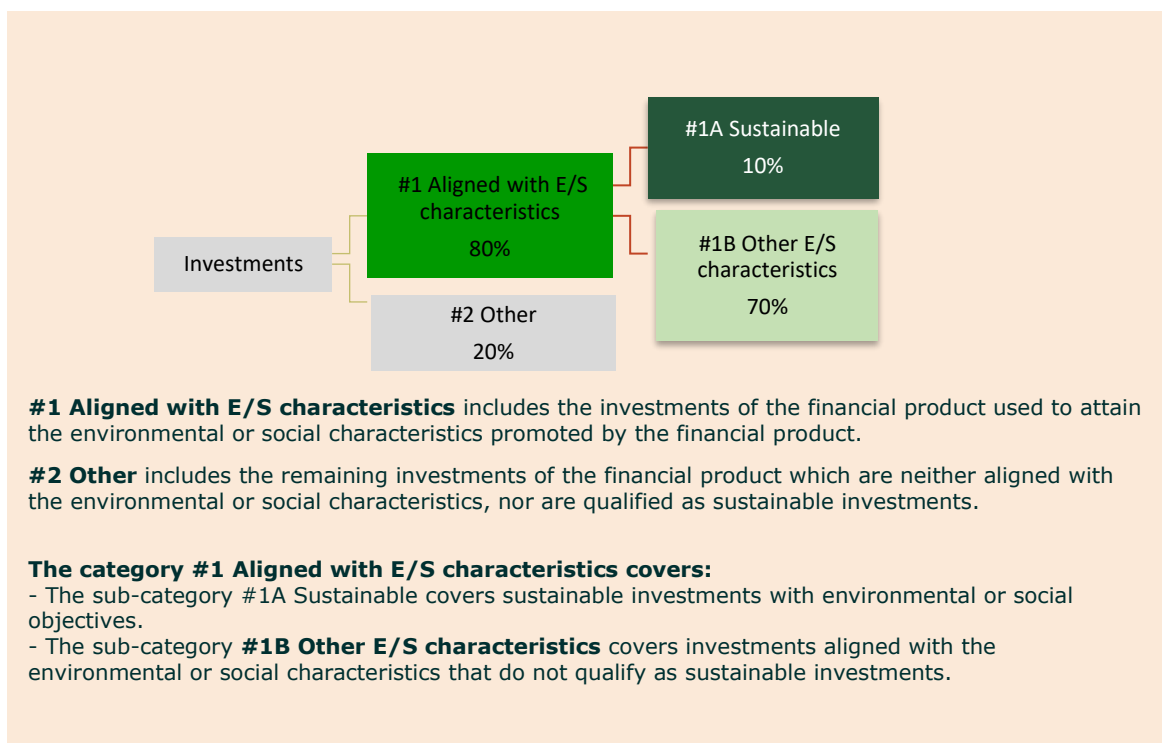 #1A Sustainable
10%
#1 Aligned with E/S
characteristics
80%
#1B Other E/S
characteristics
70%
Investments
#2 Other
20%
#1 Aligned with E/S characteristics includes the investments of the financial product used to attain
the environmental or social characteristics promoted by the financial product.
#2 Other includes the remaining investments of the financial product which are neither aligned with
the environmental or social characteristics, nor are qualified as sustainable investments.
The category #1 Aligned with E/S characteristics covers:
- The sub-category #1A Sustainable covers sustainable investments with environmental or social
objectives.
- The sub-category #1B Other E/S characteristics covers investments aligned with the
environmental or social characteristics that do not qualify as sustainable investments.